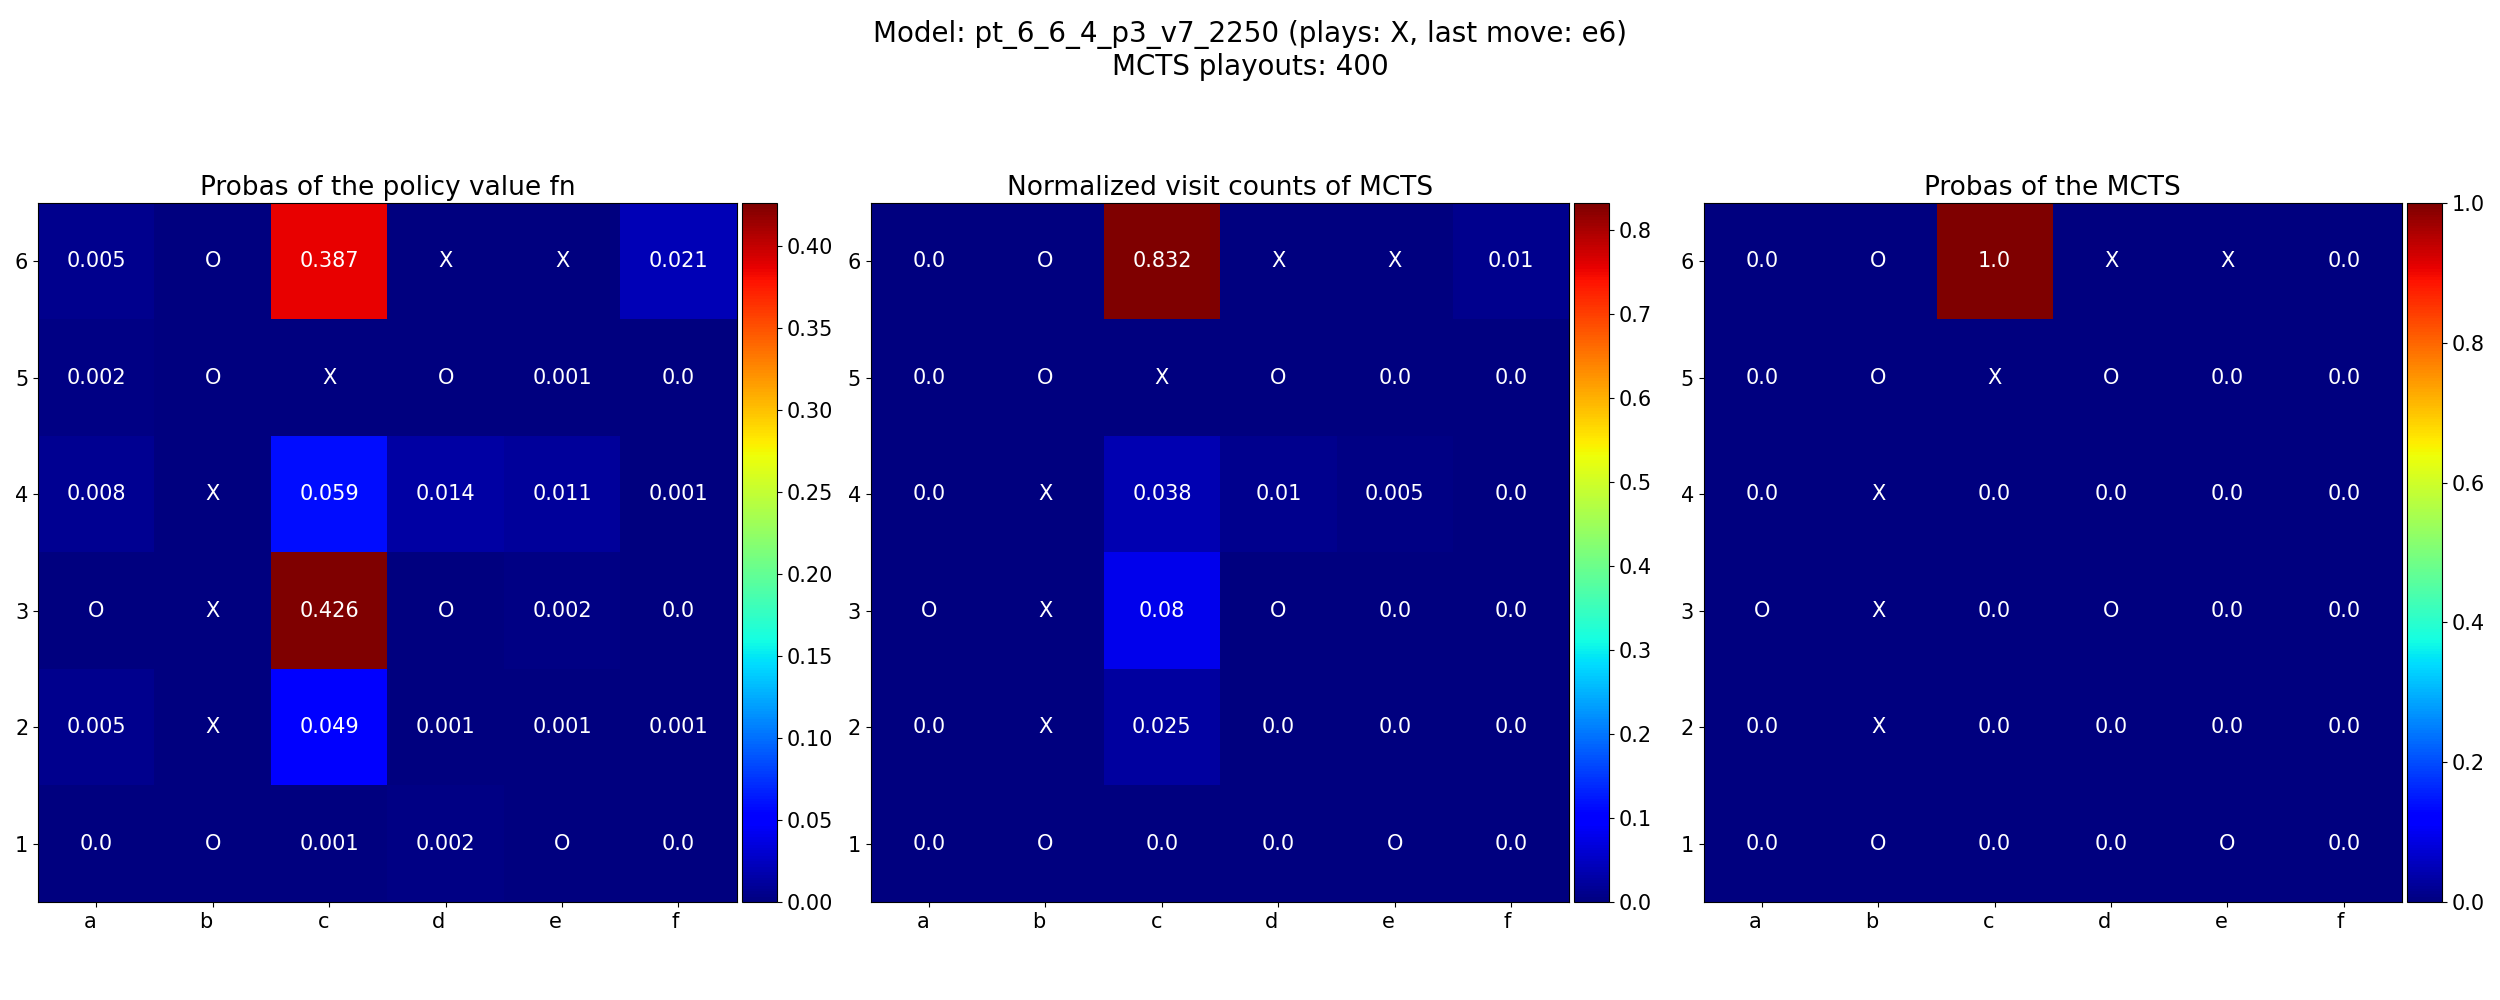 Model: pt_6_6_4_p3_v7_2250 (plays: X, last move: e6)
MCTS playouts: 400
Probas of the policy value fn
6 0.005 O 0.387 X X 0.021
5 0.002 O X O 0.001 0.0
4 0.008 X 0.059 0.014 0.011 0.001
3 O X 0.426 O 0.002 0.0
2 0.005 X 0.049 0.001 0.001 0.001
1 0.0 O 0.001 0.002 O 0.0
a b c d e f
0.40
0.35
0.30
0.25
0.20
0.15
0.10
0.05
0.00
Normalized visit counts of MCTS
6 0.0 O 0.832 X X 0.01
5 0.0 O X O 0.0 0.0
4 0.0 X 0.038 0.01 0.005 0.0
3 O X 0.08 O 0.0 0.0
2 0.0 X 0.025 0.0 0.0 0.0
1 0.0 O 0.0 0.0 O 0.0
a b c d e f
0.8
0.7
0.6
0.5
0.4
0.3
0.2
0.1
0.0
Probas of the MCTS
6 0.0 O 1.0 X X 0.0
5 0.0 O X O 0.0 0.0
4 0.0 X 0.0 0.0 0.0 0.0
3 O X 0.0 O 0.0 0.0
2 0.0 X 0.0 0.0 0.0 0.0
1 0.0 O 0.0 0.0 O 0.0
a b c d e f
1.0
0.8
0.6
0.4
0.2
0.0